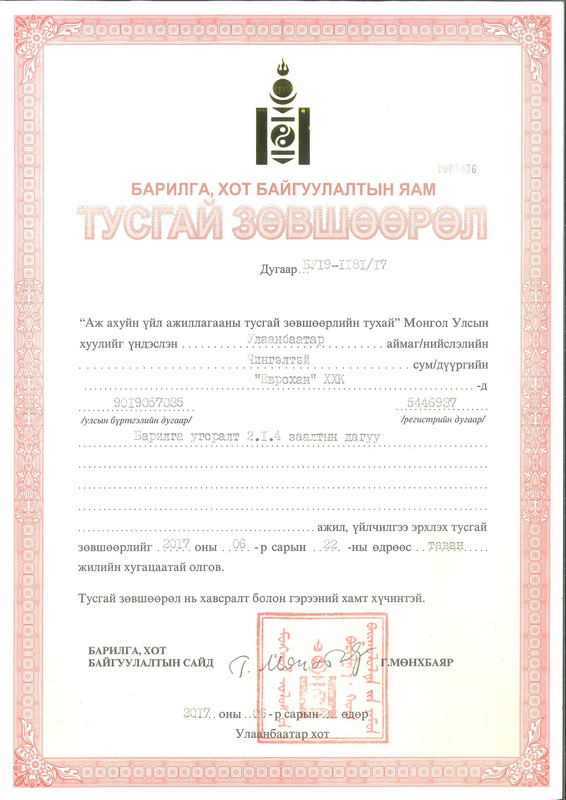 БАРИЛГА, ХОТ БАЙГУУЛАЛТЫН ЯАМ
ТУСГАЙ ЗӨВШӨӨРӨЛ
Дугаар...БУ19-1181/17
“Аж ахуйн үйл ажиллагааны тусгай зөвшөөрлийн тухай” Монгол Улсын
хуулийг үндэслэн Улаанбаатар аймаг/нийслэлийн
Чингэлтэй сум/дүүргийн
"Еврохан" ХХК -д
9019057035 5446937
/улсын бүртгэлийн дугаар/ /регистрийн дугаар/
Барилга угсралт 2.1.4 заалтын дагуу
ажил, үйлчилгээ эрхлэх тусгай
зөвшөөрлийг 2017 оны 06 -р сарын 22 -ны өдрөөс таван
жилийн хугацаатай олгов.
Тусгай зөвшөөрөл нь хавсралт болон гэрээний хамт хүчинтэй.
БАРИЛГА, ХОТ
БАЙГУУЛАЛТЫН САЙД Г.МӨНХБАЯР
2017 оны 06 -р сарын өдөр
Улаанбаатар хот